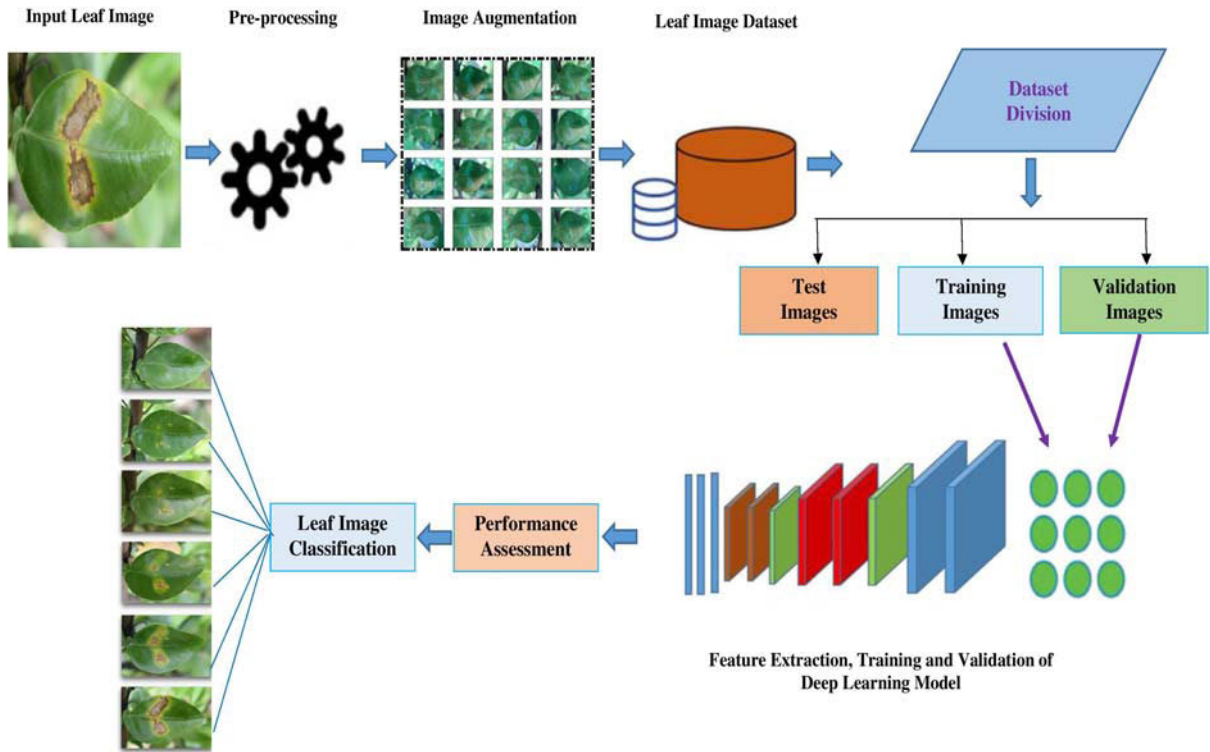 Input Leaf Image
Pre-processing
Image Augmentation
Leaf Image Dataset
Dataset
Division
Test
Images
Training
Images
Validation
Images
Leaf Image
Classification
Performance
Assessment
Feature Extraction, Training and Validation of
Deep Learning Model